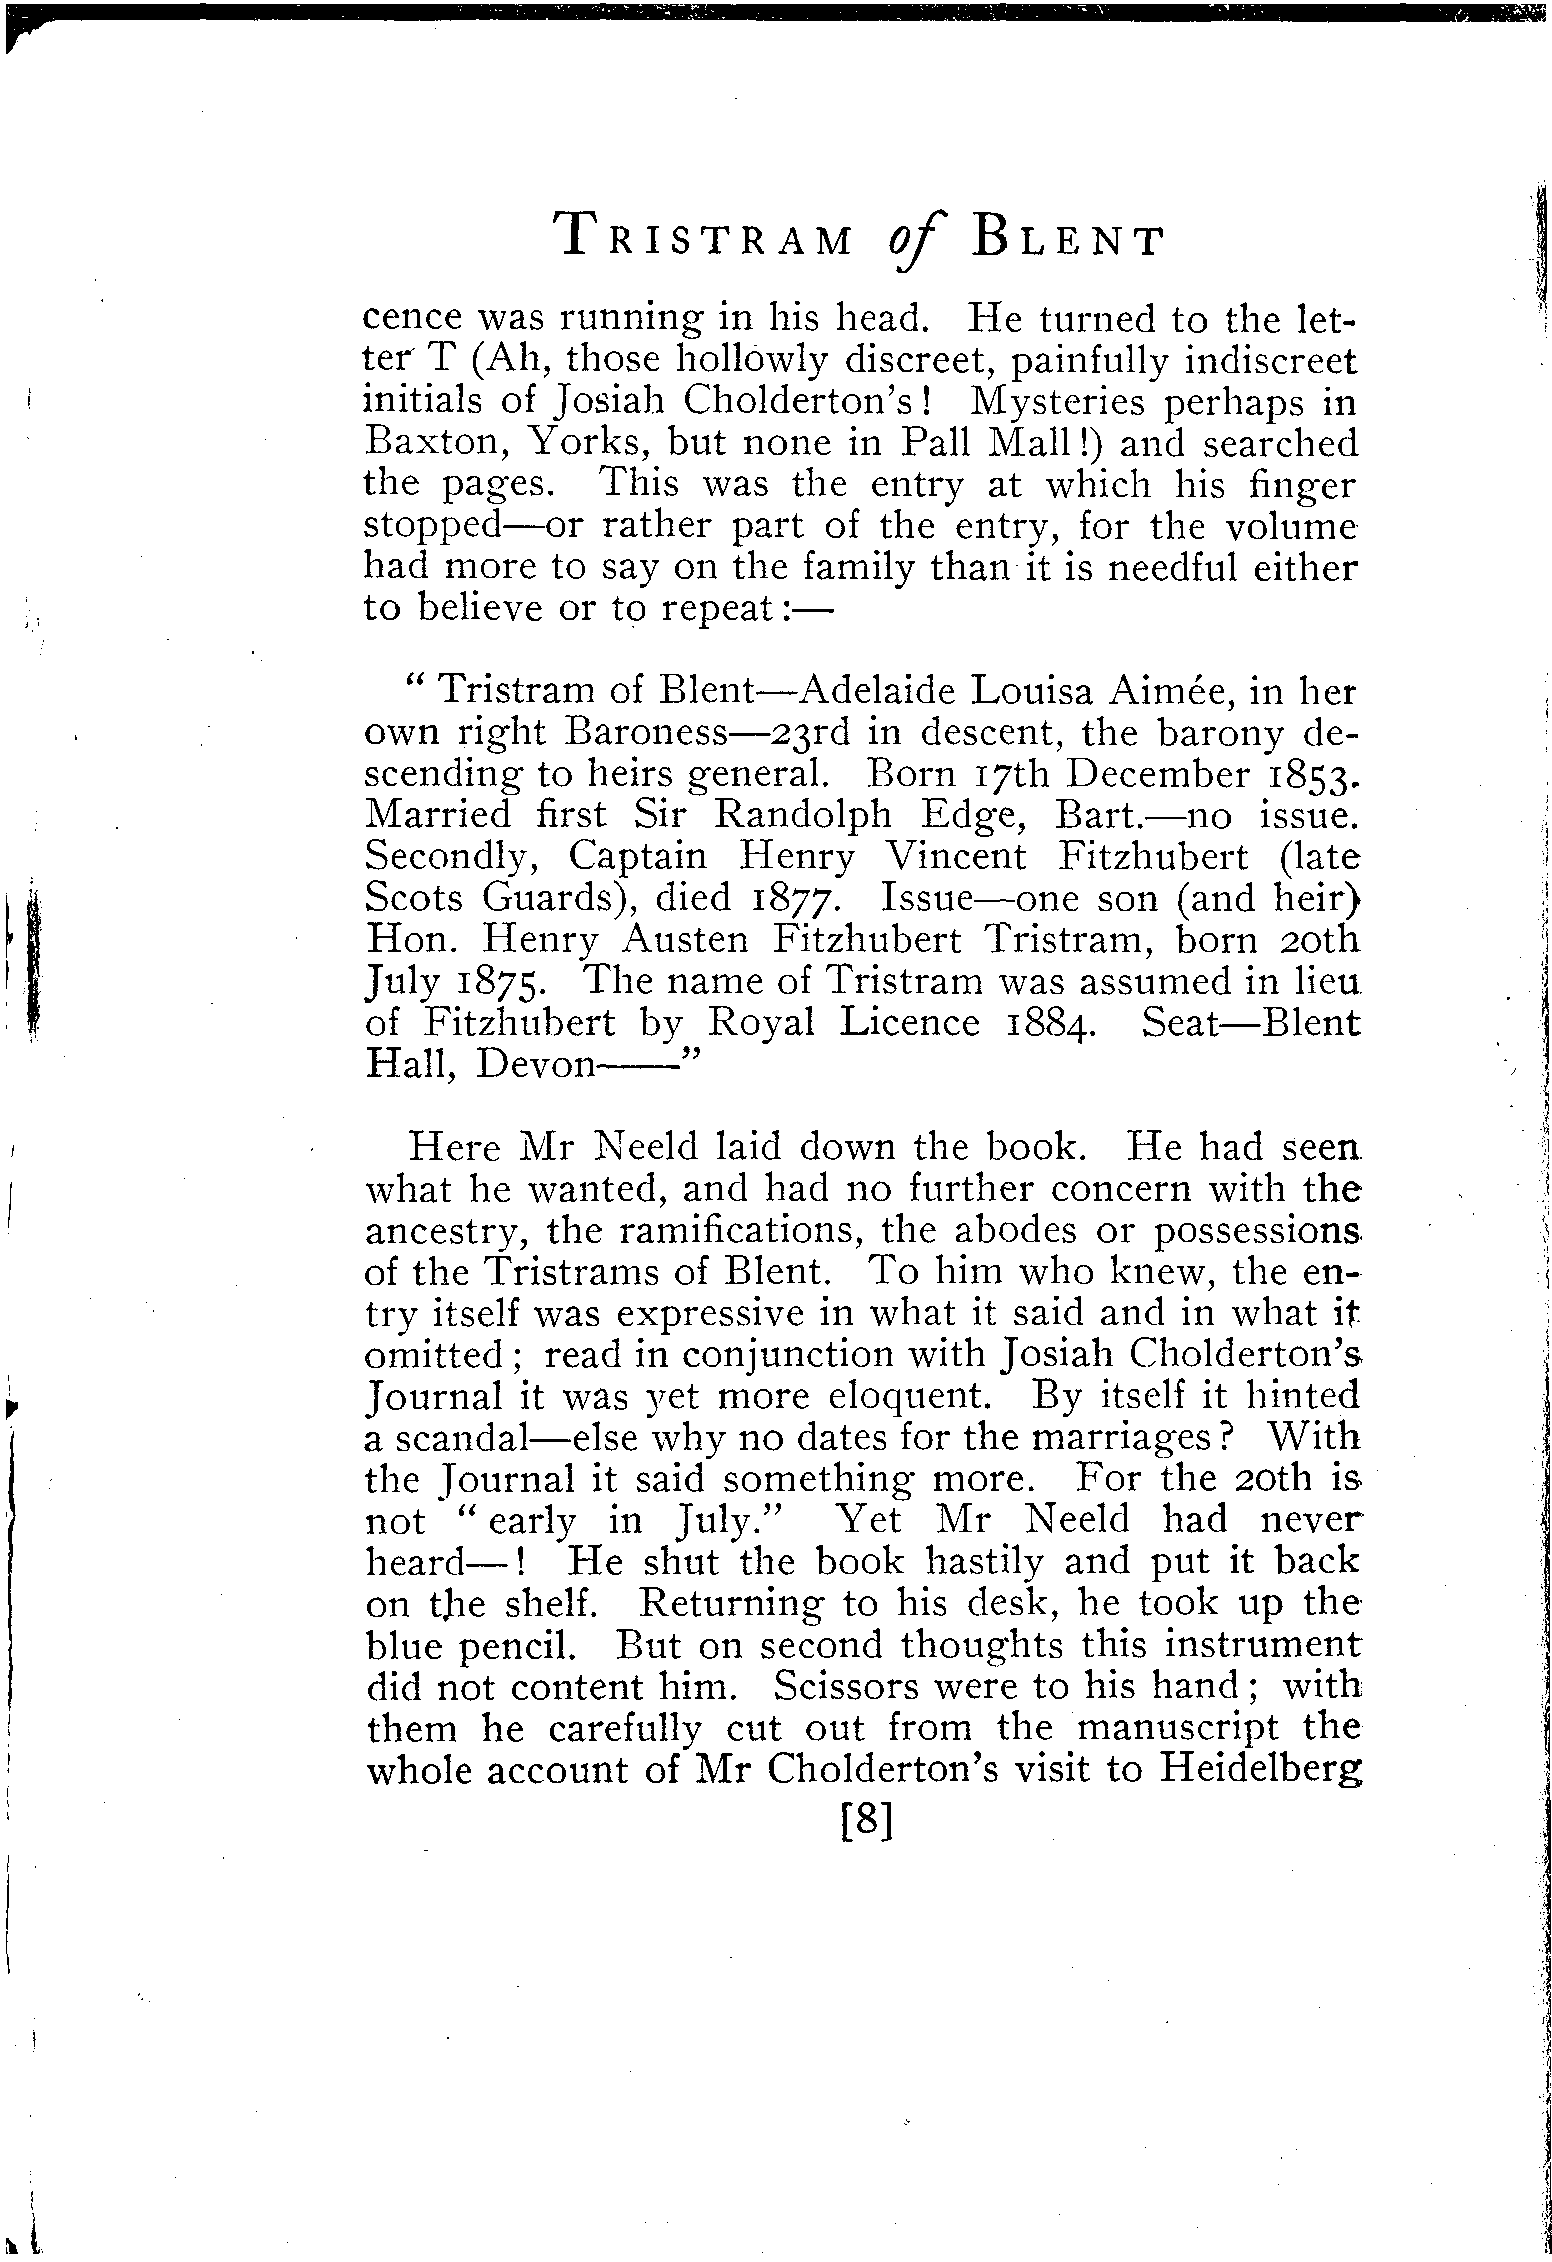 TRISTRAM of BLENT
cence was running in his head. He turned to the let-
ter T (Ah, those hollowly discreet, painfully indiscreet
initials of Josiah Cholderton's! Mysteries perhaps in
Baxton, Yorks, but none in Pall Mall!) and searched
the pages. This was the entry at which his finger
stopped—or rather part of the entry, for the volume
had more to say on the family than it is needful either
to believe or to repeat:—
"Tristram of Blent—Adelaide Louisa Aimée, in her
own right Baroness—23rd in descent, the barony de-
scending to heirs general. Born 17th December 1853.
Married first Sir Randolph Edge, Bart.—no issue.
Secondly, Captain Henry Vincent Fitzhubert (late
Scots Guards), died 1877. Issue—one son (and heir)
Hon. Henry Austen Fitzhubert Tristram, born 20th
July 1875. The name of Tristram was assumed in lieu
of Fitzhubert by Royal Licence 1884. Seat—Blent
Hall, Devon——"
Here Mr Neeld laid down the book. He had seen
what he wanted, and had no further concern with the
ancestry, the ramifications, the abodes or possessions
of the Tristrams of Blent. To him who knew, the en-
try itself was expressive in what it said and in what it
omitted; read in conjunction with Josiah Cholderton's
Journal it was yet more eloquent. By itself it hinted
a scandal—else why no dates for the marriages? With
the Journal it said something more. For the 20th is
not "early in July." Yet Mr Neeld had never
heard—! He shut the book hastily and put it back
on the shelf. Returning to his desk, he took up the
blue pencil. But on second thoughts this instrument
did not content him. Scissors were to his hand; with
them he carefully cut out from the manuscript the
whole account of Mr Cholderton's visit to Heidelberg
[8]